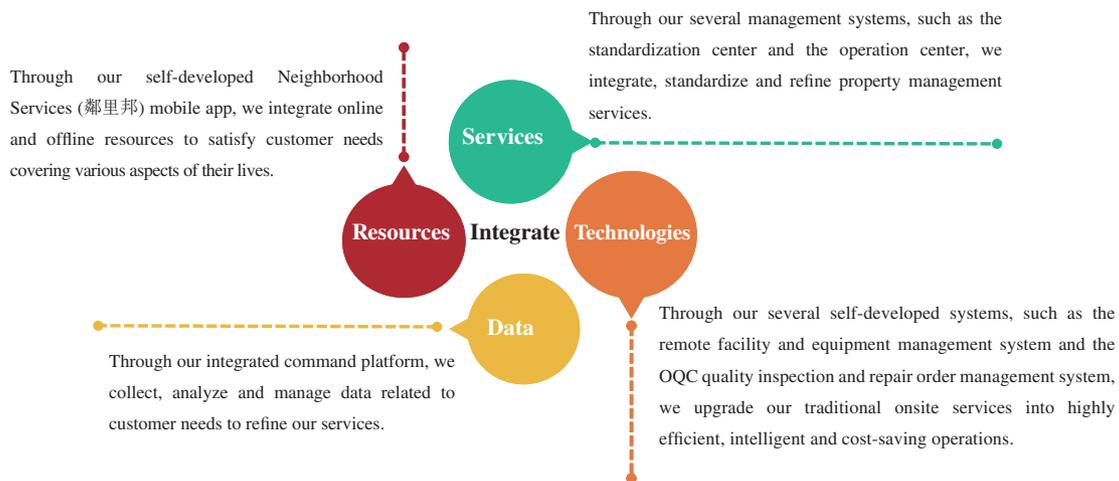 Through our several management systems, such as the
standardization center and the operation center, we
integrate, standardize and refine property management
services.
Through our self-developed Neighborhood
Services (鄰里邦) mobile app, we integrate online
and offline resources to satisfy customer needs
covering various aspects of their lives.
Services
Resources
Integrate
Technologies
Data
Through our integrated command platform, we
collect, analyze and manage data related to
customer needs to refine our services.
Through our several self-developed systems, such as the
remote facility and equipment management system and the
OQC quality inspection and repair order management system,
we upgrade our traditional onsite services into highly
efficient, intelligent and cost-saving operations.